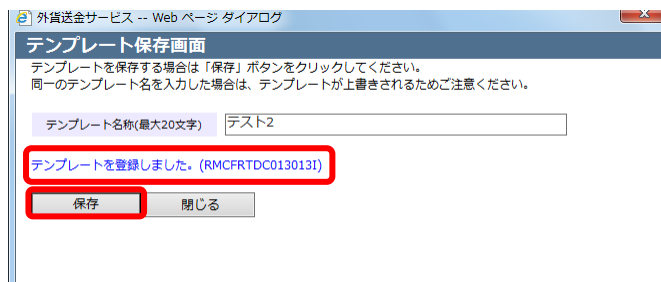 外貨送金サービス -- Web ページ ダイアログ
テンプレート保存画面
テンプレートを保存する場合は「保存」ボタンをクリックしてください。
同一のテンプレート名を入力した場合は、テンプレートが上書きされるためご注意ください。
テンプレート名称(最大20文字) テスト2
テンプレートを登録しました。(RMCFRTDC013013I)
保存 閉じる